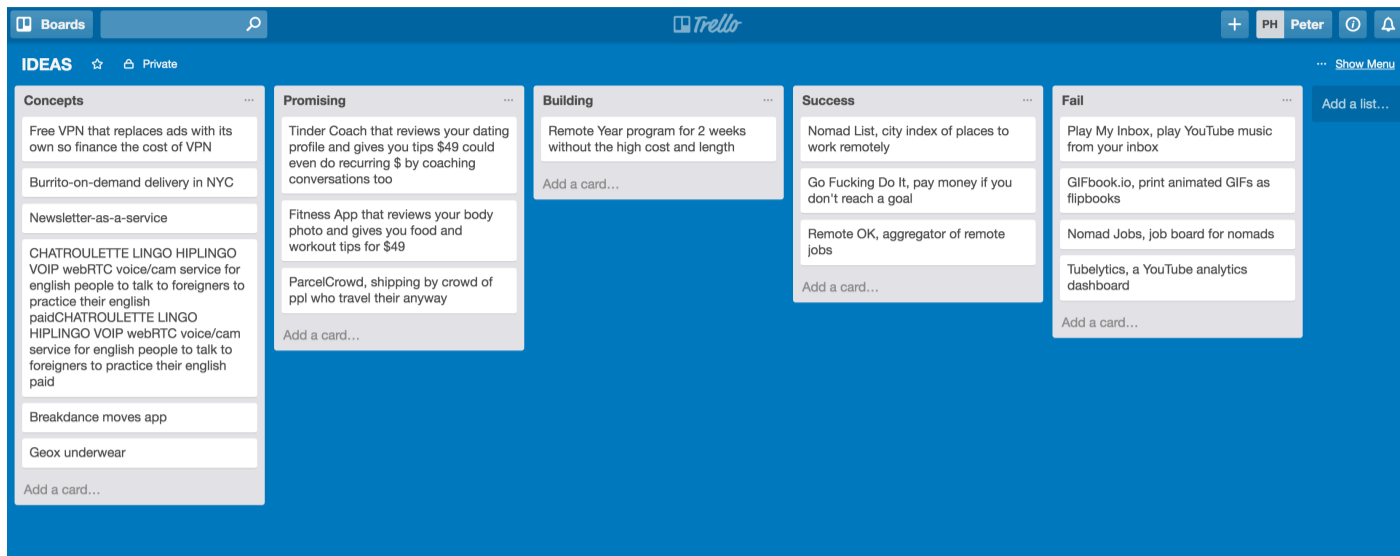 Boards
Trello
+
PH Peter
IDEAS
Private
... Show Menu
Concepts ...
Free VPN that replaces ads with its
own so finance the cost of VPN
Burrito-on-demand delivery in NYC
Newsletter-as-a-service
CHATROULETTE LINGO HIPLINGO
VOIP webRTC voice/cam service for
english people to talk to foreigners to
practice their english
paidCHATROULETTE LINGO
HIPLINGO VOIP webRTC voice/cam
service for english people to talk to
foreigners to practice their english
paid
Breakdance moves app
Geox underwear
Add a card...
Promising ...
Tinder Coach that reviews your dating
profile and gives you tips $49 could
even do recurring $ by coaching
conversations too
Fitness App that reviews your body
photo and gives you food and
workout tips for $49
ParcelCrowd, shipping by crowd of
ppl who travel their anyway
Add a card...
Building ...
Remote Year program for 2 weeks
without the high cost and length
Add a card...
Success ...
Nomad List, city index of places to
work remotely
Go Fucking Do It, pay money if you
don't reach a goal
Remote OK, aggregator of remote
jobs
Add a card...
Fail ...
Play My Inbox, play YouTube music
from your inbox
GIFbook.io, print animated GIFs as
flipbooks
Nomad Jobs, job board for nomads
Tubelytics, a YouTube analytics
dashboard
Add a card...
Add a list...